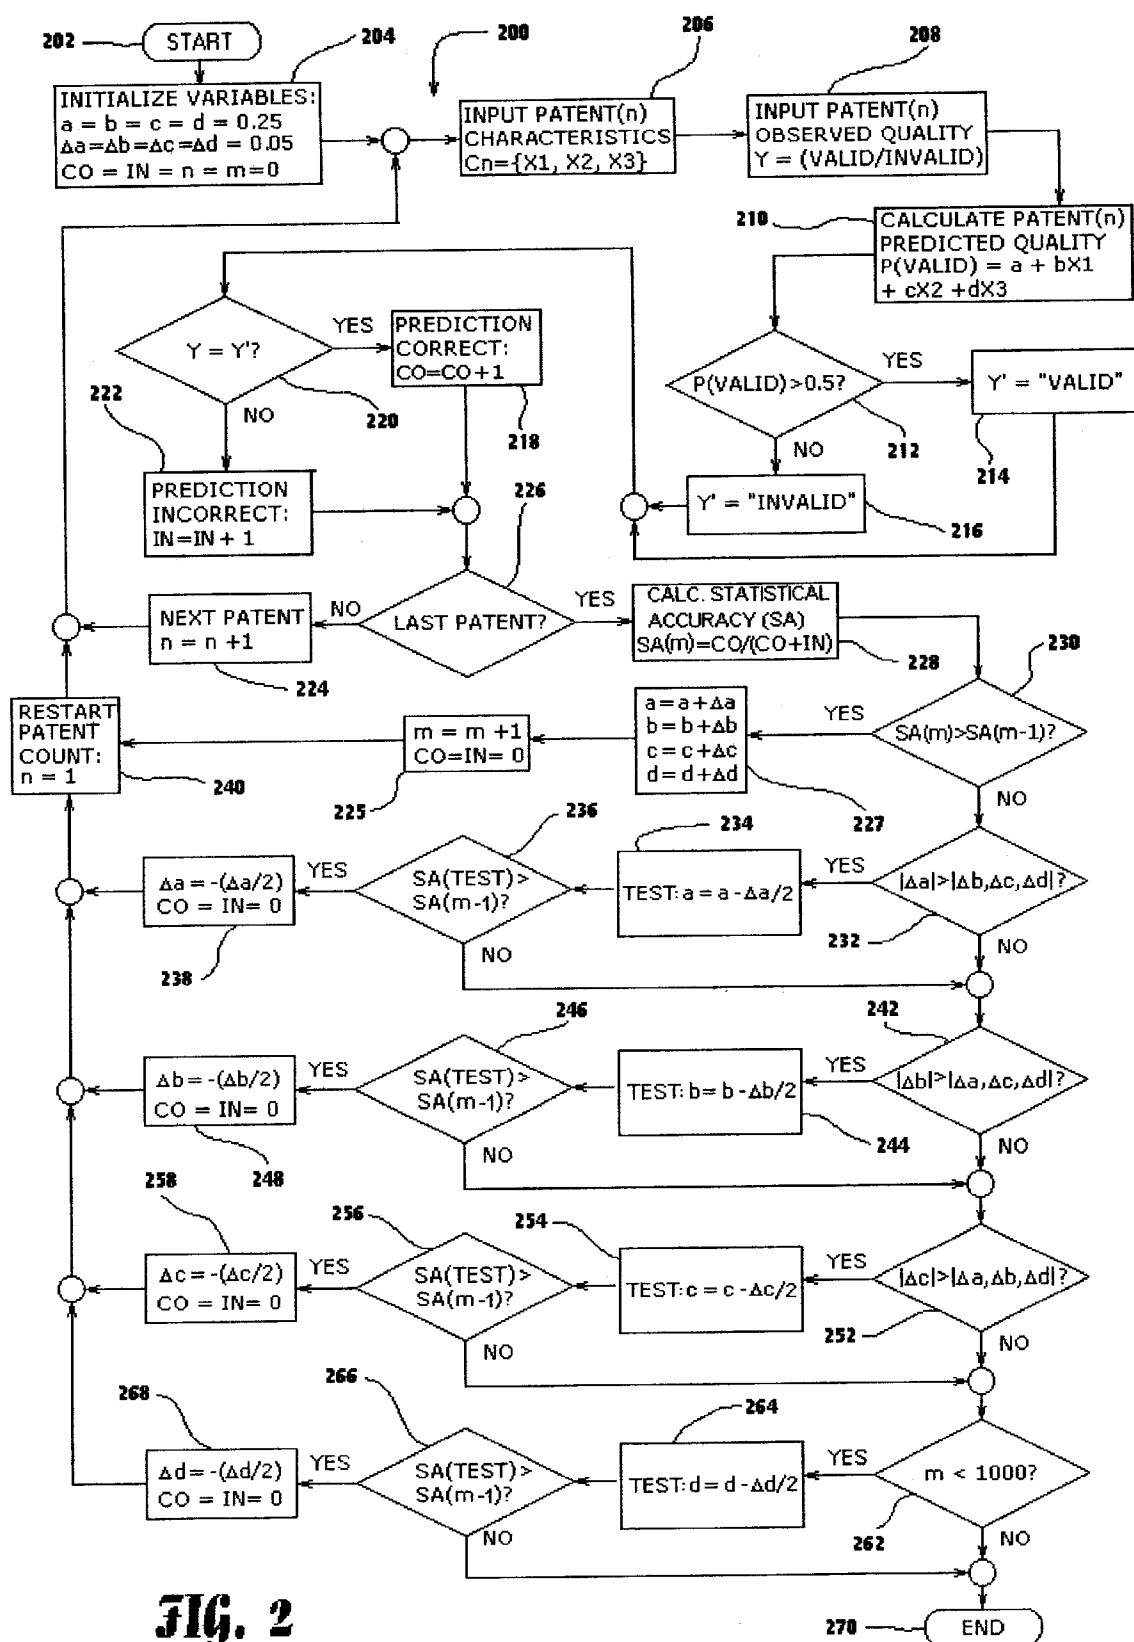 202
START
204
200
206
208
INITIALIZE VARIABLES:
a = b = c = d = 0.25
Δa=Δb=Δc=Δd = 0.05
CO = IN = n = m=0
INPUT PATENT(n)
CHARACTERISTICS
Cn={X1, X2, X3}
INPUT PATENT(n)
OBSERVED QUALITY
Y = (VALID/INVALID)
210
CALCULATE PATENT(n)
PREDICTED QUALITY
P(VALID) = a + bX1
+ cX2 +dX3
Y = Y'?
YES
PREDICTION
CORRECT:
CO=CO+1
P(VALID)>0.5?
YES
Y' = "VALID"
222
NO
220
218
NO
212
214
PREDICTION
INCORRECT:
IN=IN+ 1
226
Y' = "INVALID"
216
NEXT PATENT
n = n +1
NO
LAST PATENT?
YES
CALC. STATISTICAL
ACCURACY (SA)
SA(m)=CO/(CO+IN)
224
228
230
RESTART
PATENT
COUNT:
n = 1
240
m = m +1
CO=IN= 0
225
a=a+Δa
b=b+Δb
c=c+Δc
d=d+Δd
227
YES
SA(m)>SA(m-1)?
NO
236
234
Δa=-(Δa/2)
CO = IN= 0
YES
SA(TEST)>
SA(m-1)?
TEST: a=a-Δa/2
YES
|Δa|>|Δb,Δc,Δd|?
238
NO
232
NO
246
242
Δb=-(Δb/2)
CO = IN= 0
YES
SA(TEST)>
SA(m-1)?
TEST: b=b-Δb/2
YES
|Δb|>|Δa,Δc,Δd|?
248
NO
244
NO
258
256
254
Δc=-(Δc/2)
CO = IN= 0
YES
SA(TEST)>
SA(m-1)?
TEST: c=c-Δc/2
YES
|Δc|>|Δa,Δb,Δd|?
252
NO
NO
268
266
264
Δd=-(Δd/2)
CO = IN= 0
YES
SA(TEST)>
SA(m-1)?
TEST: d=d-Δd/2
YES
m < 1000?
NO
262
NO
FIG. 2
270
END